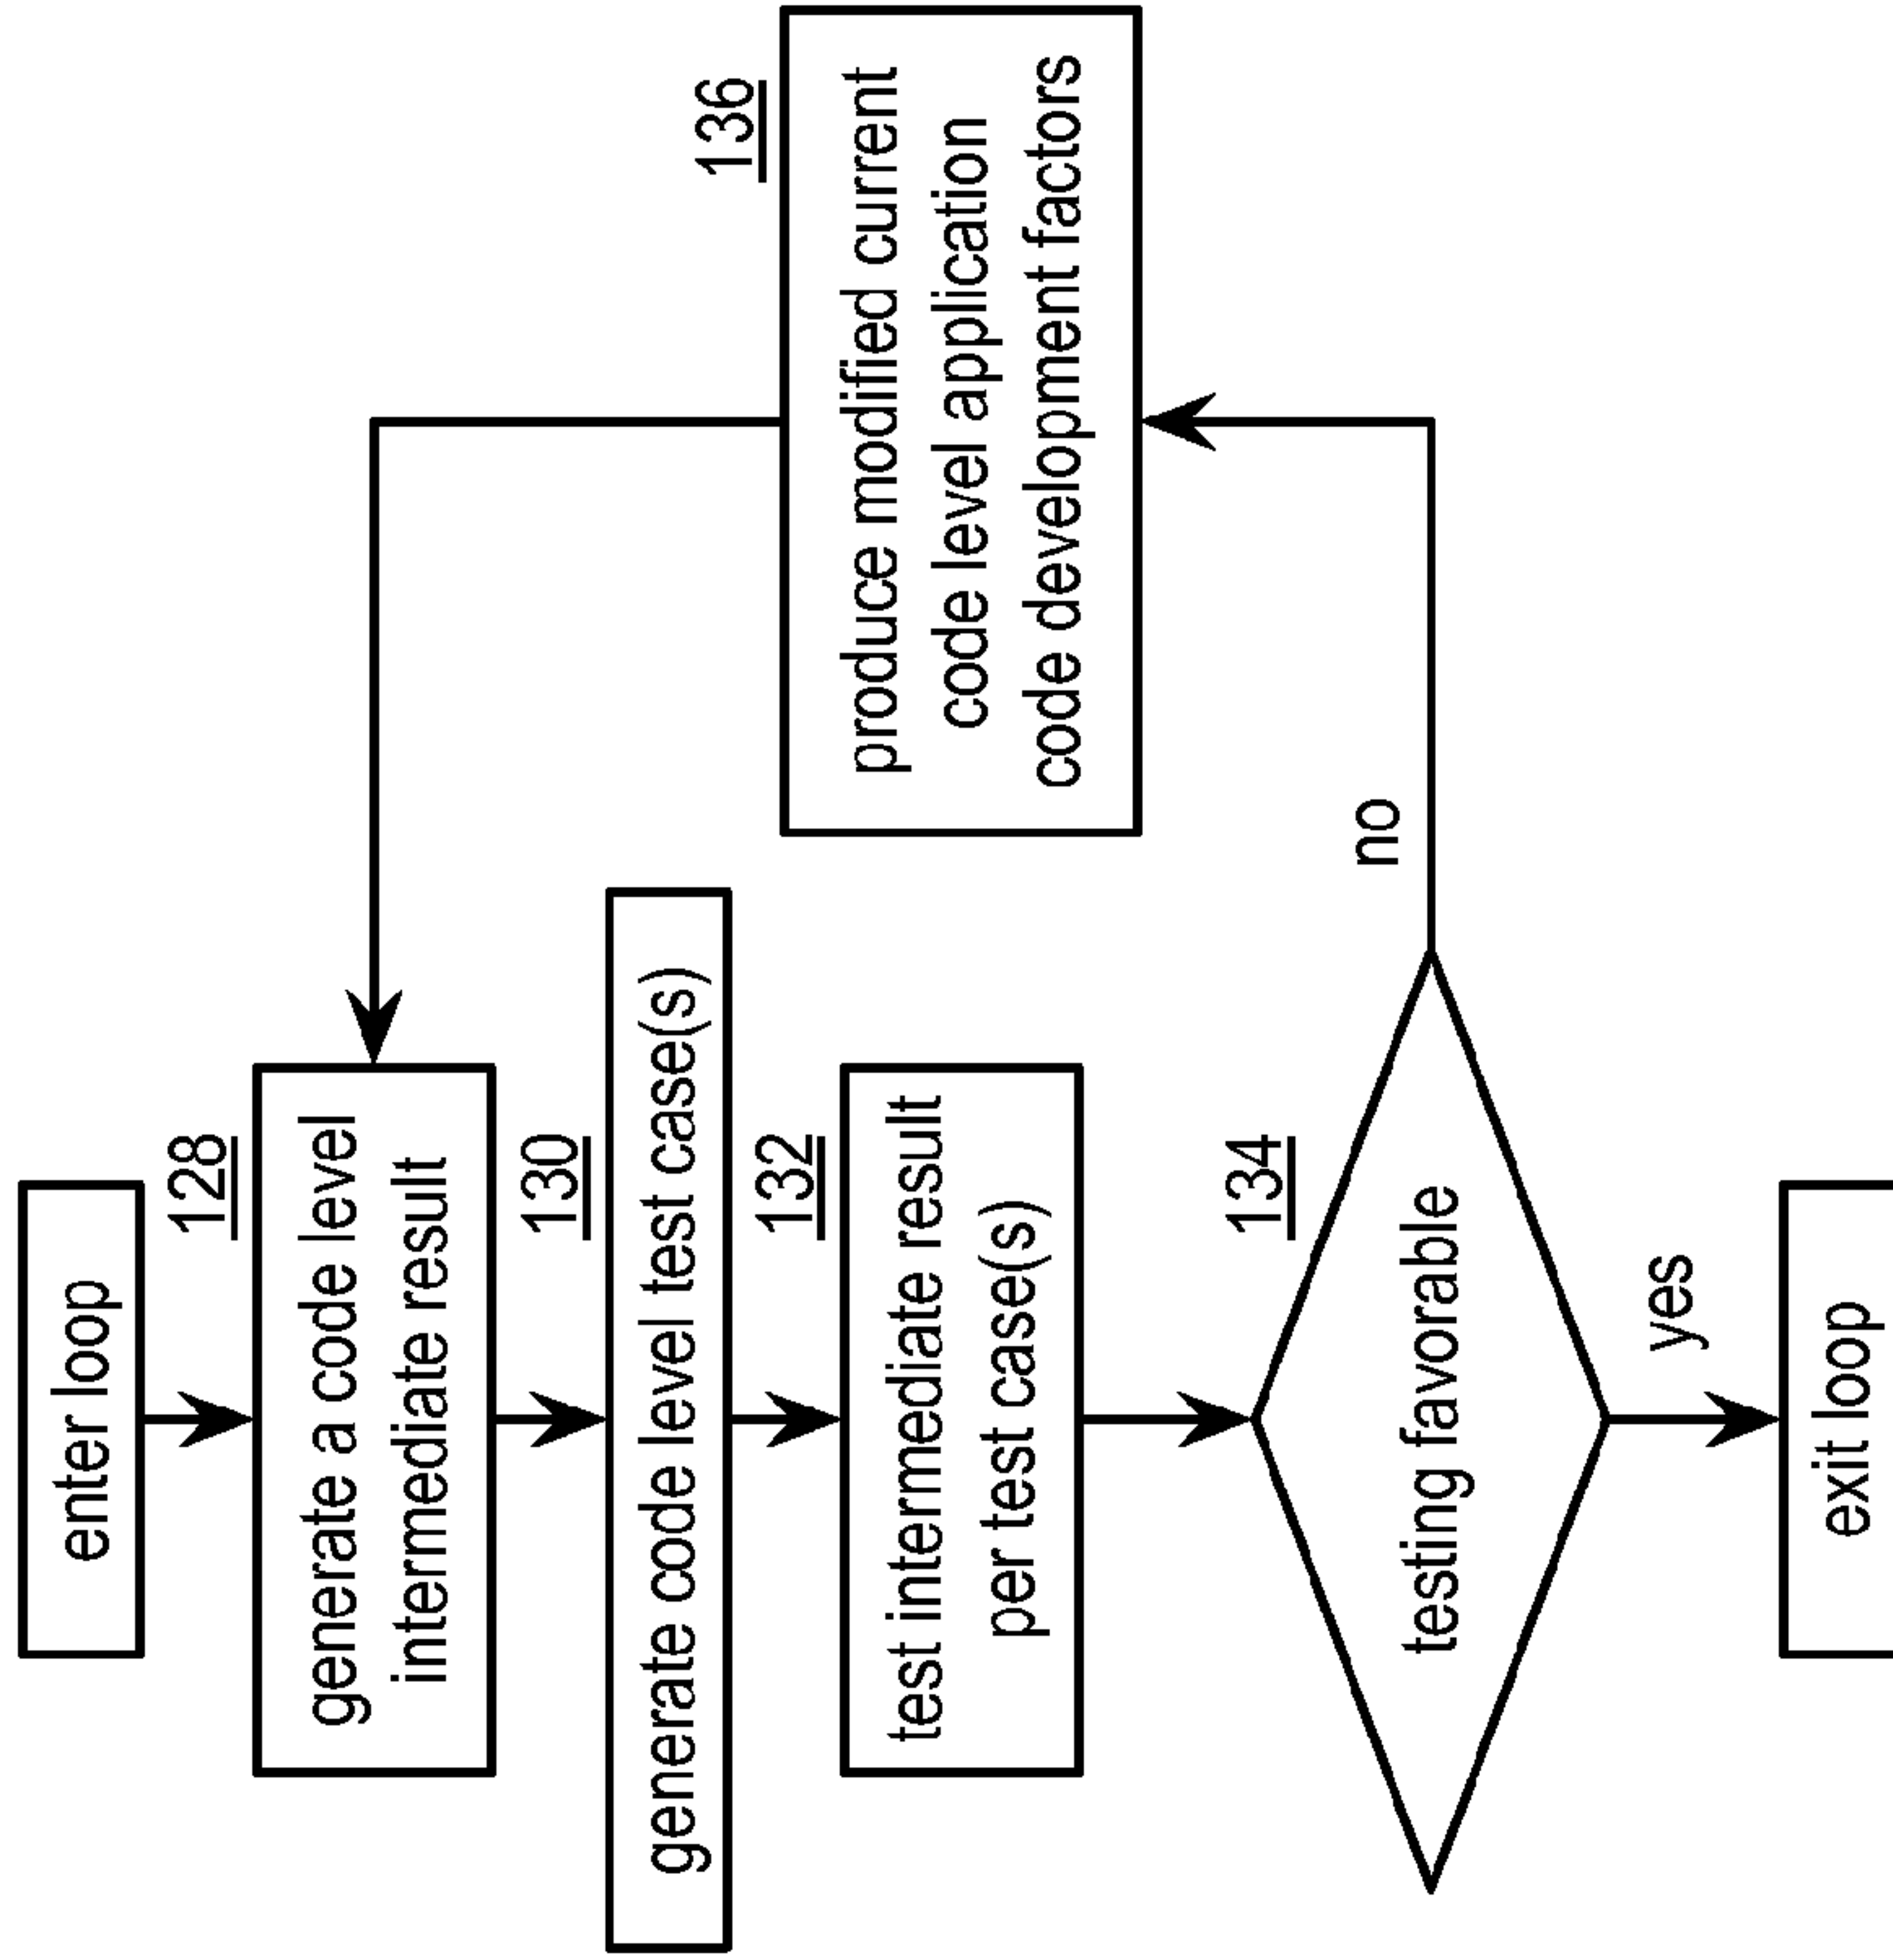 enter loop
128
generate a code level
intermediate result
130
generate code level test case(s)
132
test intermediate result
per test case(s)
134
testing favorable
yes
exit loop
no
136
produce modified current
code level application
code development factors